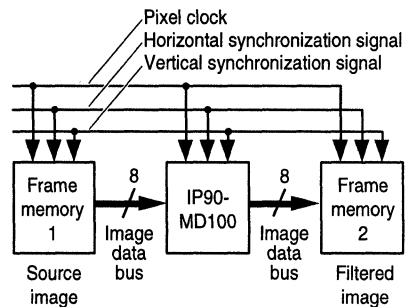 Pixel clock
Horizontal synchronization signal
Vertical synchronization signal
8
8
Frame
memory
1
IP90-
MD100
Frame
memory
2
Image
data
bus
Image
data
bus
Source
image
Filtered
image